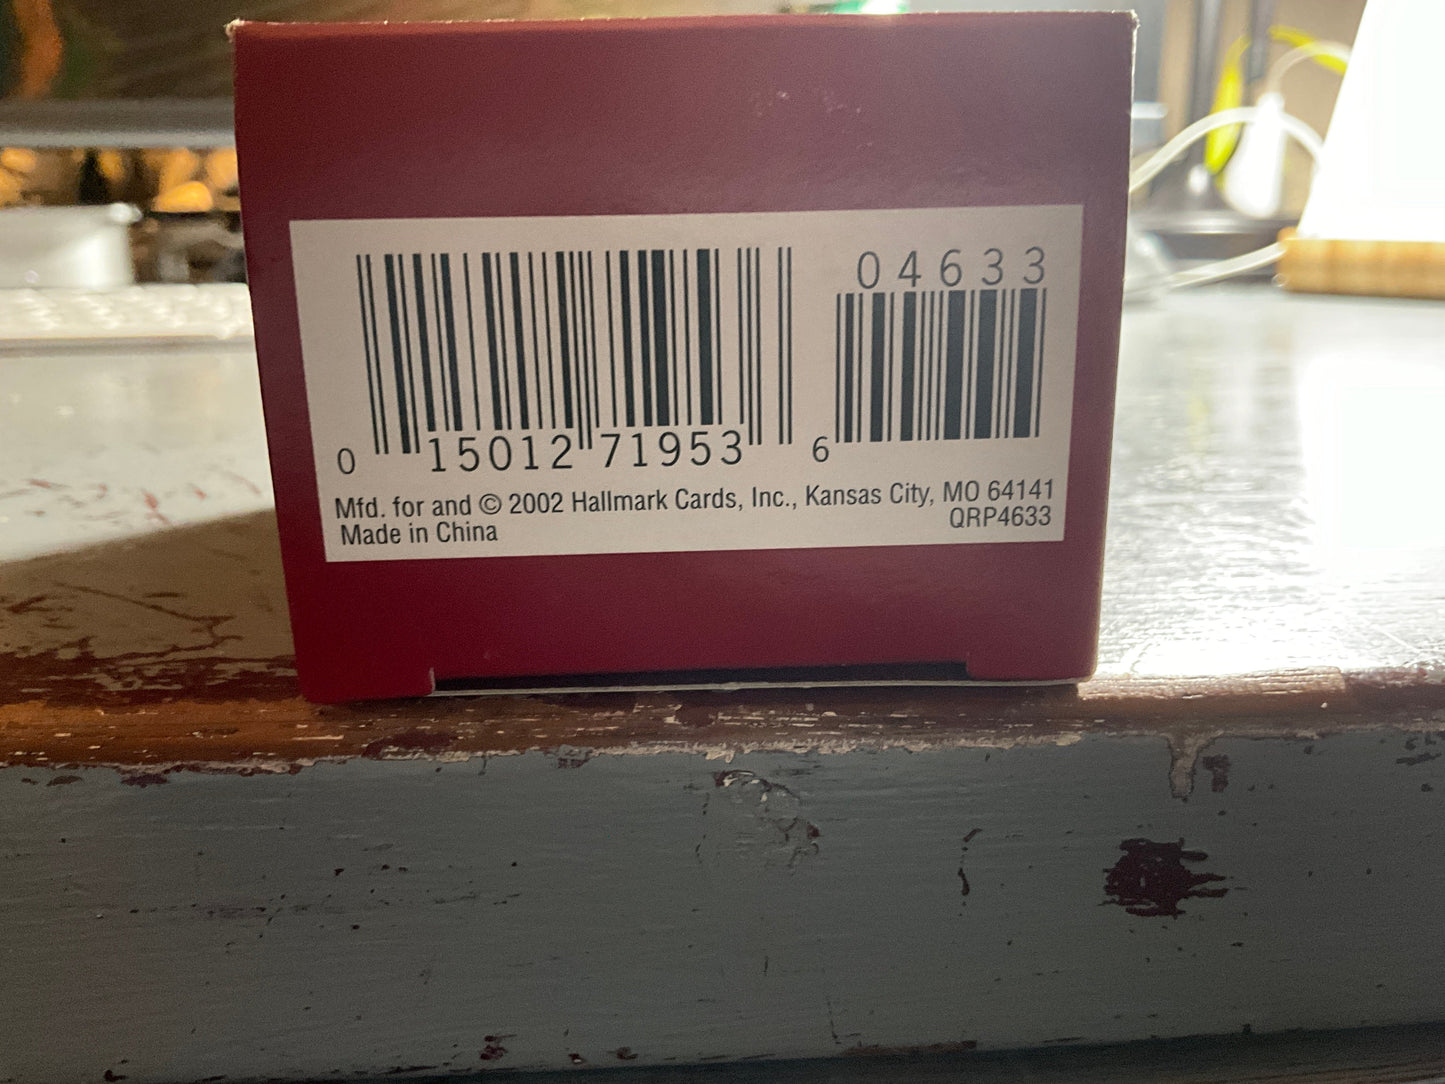 04633
0 15012 71953 6
Mfd. for and © 2002 Hallmark Cards, Inc., Kansas City, MO 64141
Made in China
QRP4633